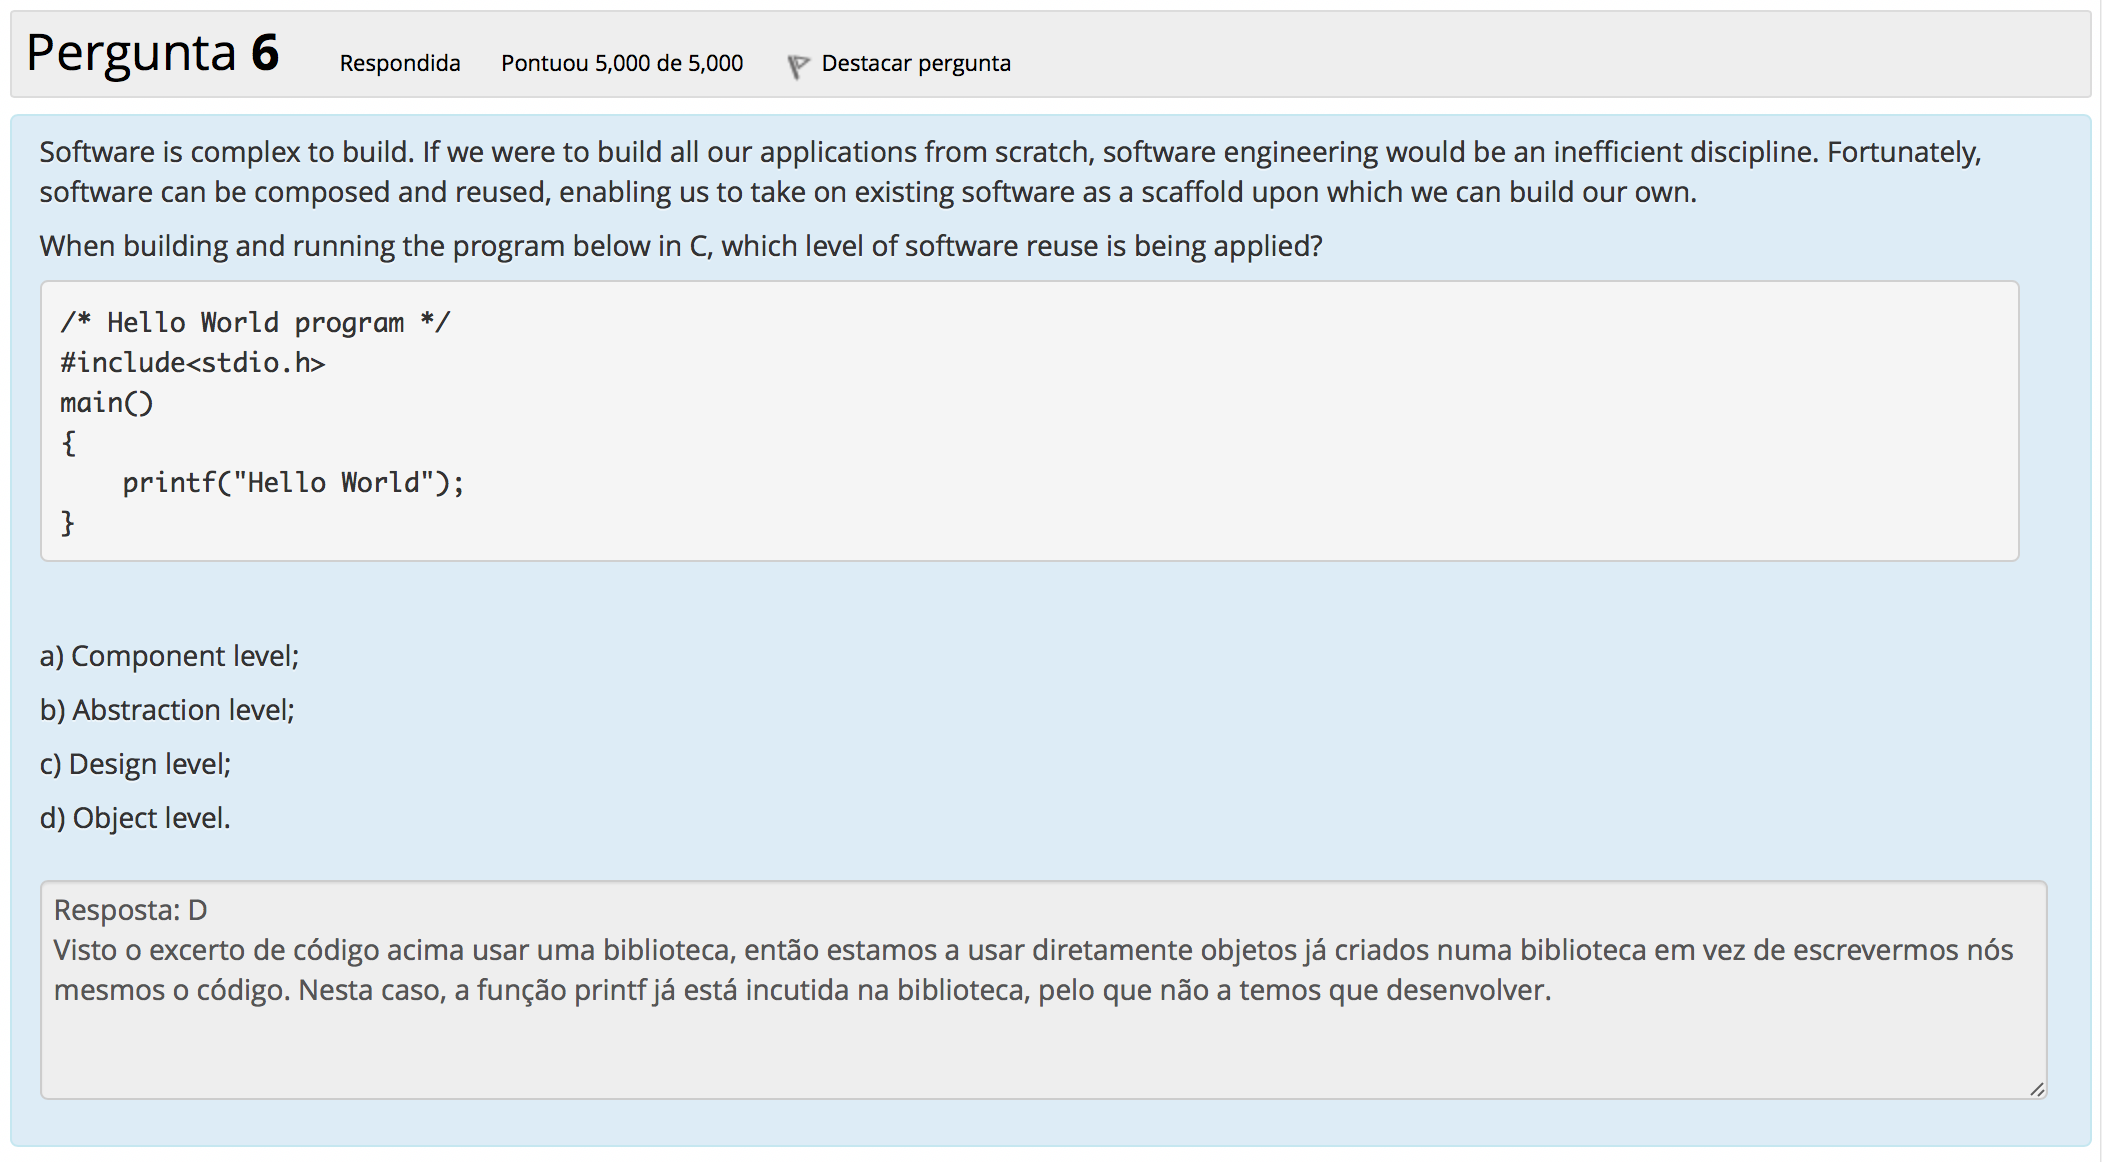 Pergunta 6 Respondida Pontuou 5,000 de 5,000 Destacar pergunta
Software is complex to build. If we were to build all our applications from scratch, software engineering would be an inefficient discipline. Fortunately,
software can be composed and reused, enabling us to take on existing software as a scaffold upon which we can build our own.
When building and running the program below in C, which level of software reuse is being applied?
/* Hello World program */
#include<stdio.h>
main()
{
    printf("Hello World");
}
a) Component level;
b) Abstraction level;
c) Design level;
d) Object level.
Resposta: D
Visto o excerto de código acima usar uma biblioteca, então estamos a usar diretamente objetos já criados numa biblioteca em vez de escrevermos nós
mesmos o código. Nesta caso, a função printf já está incutida na biblioteca, pelo que não a temos que desenvolver.